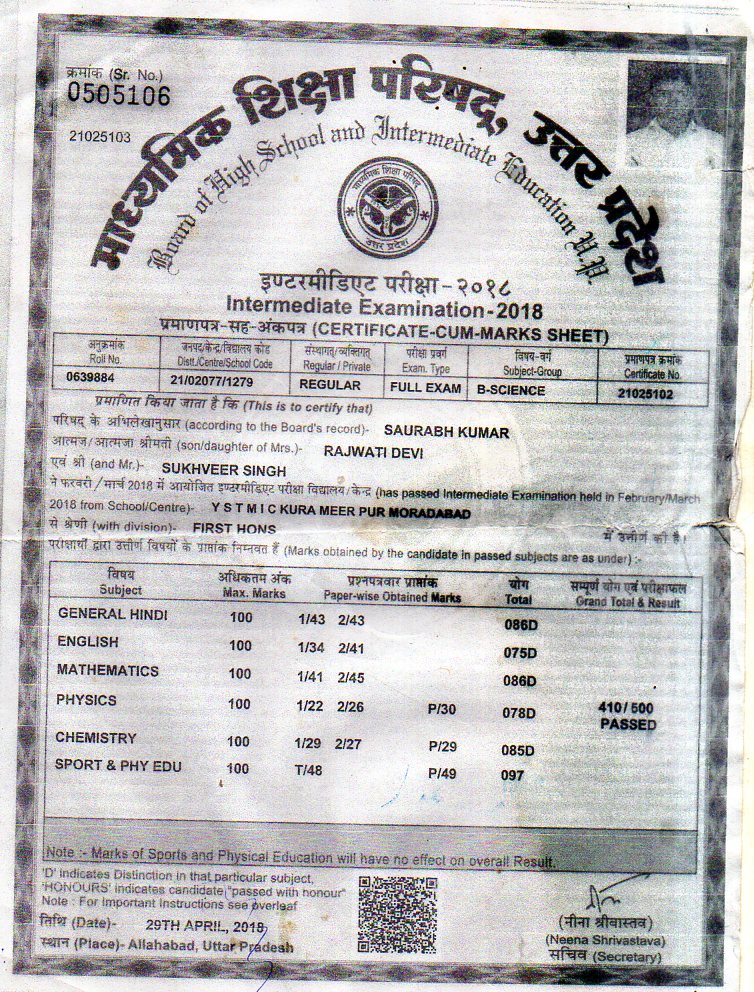 क्रमांक (Sr. No.)
0505106
21025103
माध्यमिक शिक्षा परिषद्, उत्तर प्रदेश
Board of High School and Intermediate Education U.P.
माध्यमिक शिक्षा परिषद
उत्तर प्रदेश
इण्टरमीडिएट परीक्षा - २०१८
Intermediate Examination - 2018
प्रमाणपत्र-सह-अंकपत्र (CERTIFICATE-CUM-MARKS SHEET)
अनुक्रमांक जनपद/केन्द्र/विद्यालय कोड संस्थागत/व्यक्तिगत परीक्षा प्रवर्ग विषय-वर्ग प्रमाणपत्र क्रमांक
Roll No. Distt./Centre/School Code Regular / Private Exam. Type Subject-Group Certificate No.
0639884 21/02077/1279 REGULAR FULL EXAM B-SCIENCE 21025102
प्रमाणित किया जाता है कि (This is to certify that)
परिषद के अभिलेखानुसार (according to the Board's record)- SAURABH KUMAR
आत्मज/आत्मजा श्रीमती (son/daughter of Mrs.)- RAJWATI DEVI
एवं श्री (and Mr.)- SUKHVEER SINGH
ने फरवरी/मार्च 2018 में आयोजित इण्टरमीडिएट परीक्षा विद्यालय/केन्द्र (has passed Intermediate Examination held in February/March
2018 from School/Centre)- Y S T M I C KURA MEER PUR MORADABAD
से श्रेणी (with division)- FIRST HONS में उत्तीर्ण की है।
परीक्षार्थी द्वारा उत्तीर्ण विषयों के प्राप्तांक निम्नवत हैं (Marks obtained by the candidate in passed subjects are as under) :-
विषय अधिकतम अंक प्रश्नपत्रवार प्राप्तांक योग सम्पूर्ण योग एवं परीक्षाफल
Subject Max. Marks Paper-wise Obtained Marks Total Grand Total & Result
GENERAL HINDI 100 1/43 2/43 086D
ENGLISH 100 1/34 2/41 075D
MATHEMATICS 100 1/41 2/45 086D
PHYSICS 100 1/22 2/26 P/30 078D 410/500
PASSED
CHEMISTRY 100 1/29 2/27 P/29 085D
SPORT & PHY EDU 100 T/48 P/49 097
Note :- Marks of Sports and Physical Education will have no effect on overall Result.
'D' indicates Distinction in that particular subject.
'HONOURS' indicates candidate "passed with honour"
Note : For Important Instructions see overleaf
तिथि (Date)- 29TH APRIL, 2018
स्थान (Place)- Allahabad, Uttar Pradesh
(नीना श्रीवास्तव)
(Neena Shrivastava)
सचिव (Secretary)